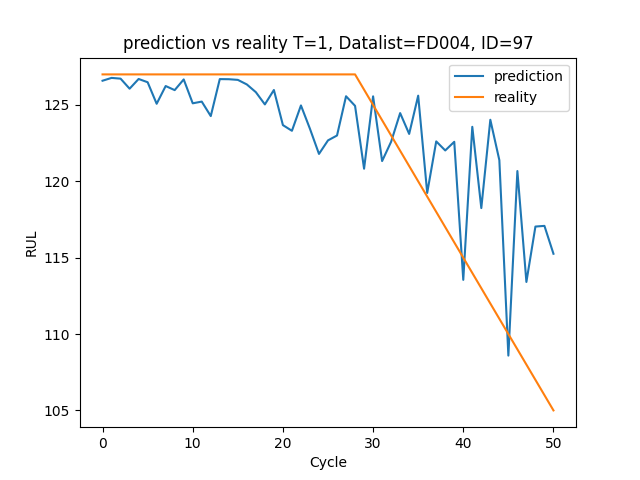 prediction vs reality T=1, Datalist=FD004, ID=97
prediction
reality
125
120
115
110
105
RUL
0 10 20 30 40 50
Cycle